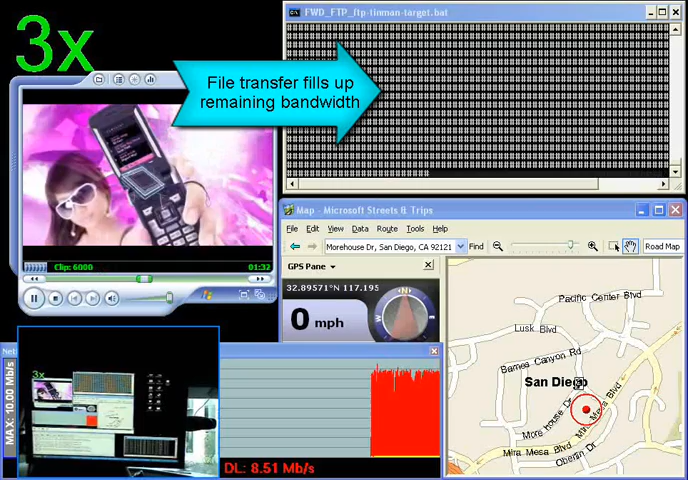 3x
FWD_FTP_ftp-tinman-target.bat
File transfer fills up
remaining bandwidth
Clip: 6000
01:32
Map - Microsoft Streets & Trips
File Edit View Data Route Tools Help
Morehouse Dr, San Diego, CA 92121
Find
Road Map
GPS Pane
32.89571°N 117.195
N
W
0 mph
Pacific Center Blvd
Lusk Blvd
Barnes Canyon Rd
San Diego
Morehouse Dr
Mira Mesa Blvd
Mira Mesa Blvd
Oberlin Dr
Net
MAX: 10.00 Mb/s
3x
DL: 8.51 Mb/s